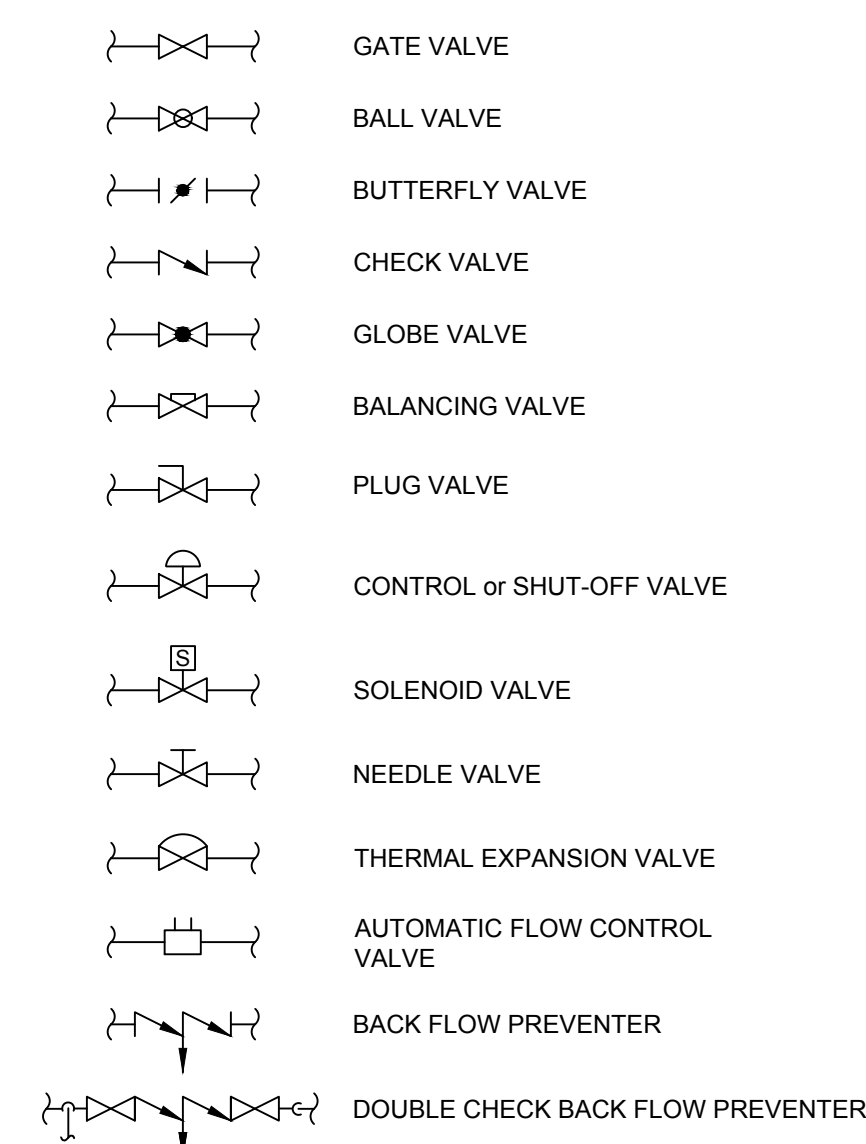 GATE VALVE
BALL VALVE
BUTTERFLY VALVE
CHECK VALVE
GLOBE VALVE
BALANCING VALVE
PLUG VALVE
CONTROL or SHUT-OFF VALVE
S
SOLENOID VALVE
NEEDLE VALVE
THERMAL EXPANSION VALVE
AUTOMATIC FLOW CONTROL
VALVE
BACK FLOW PREVENTER
DOUBLE CHECK BACK FLOW PREVENTER